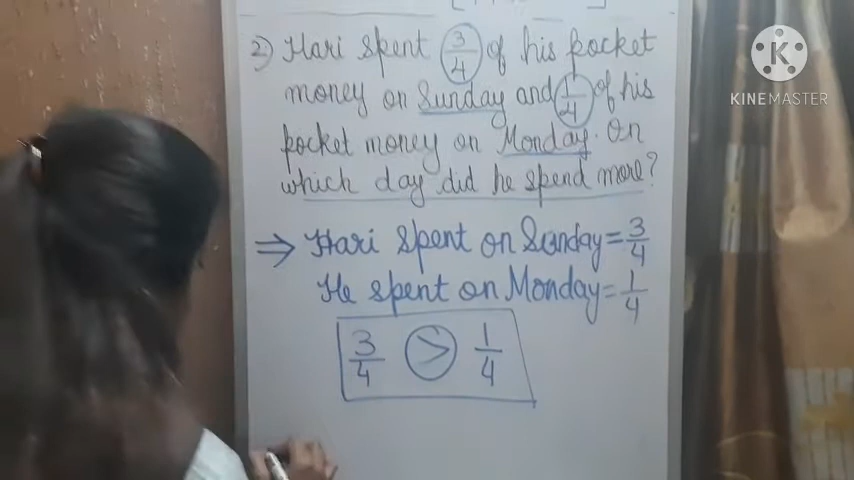 2) Hari spent 3/4 of his pocket
money on Sunday and 1/4 of his
pocket money on Monday. On
which day did he spend more?
⇒ Hari spent on Sunday = 3/4
He spent on Monday = 1/4
3/4 > 1/4
KINEMASTER